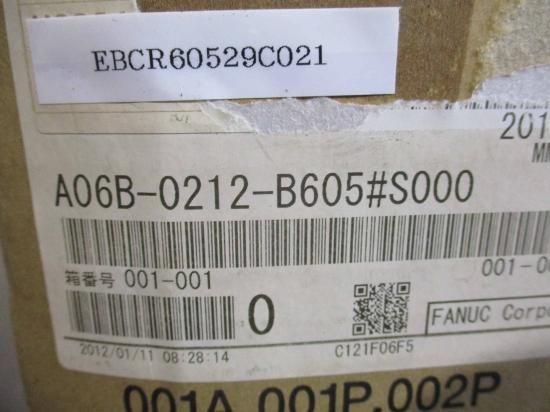 EBCR60529C021
201
A06B-0212-B605#S000
箱番号 001-001
001-0
0
FANUC Corpo
2012/01/11 08:28:14
C121F06F5
001A,001P,002P